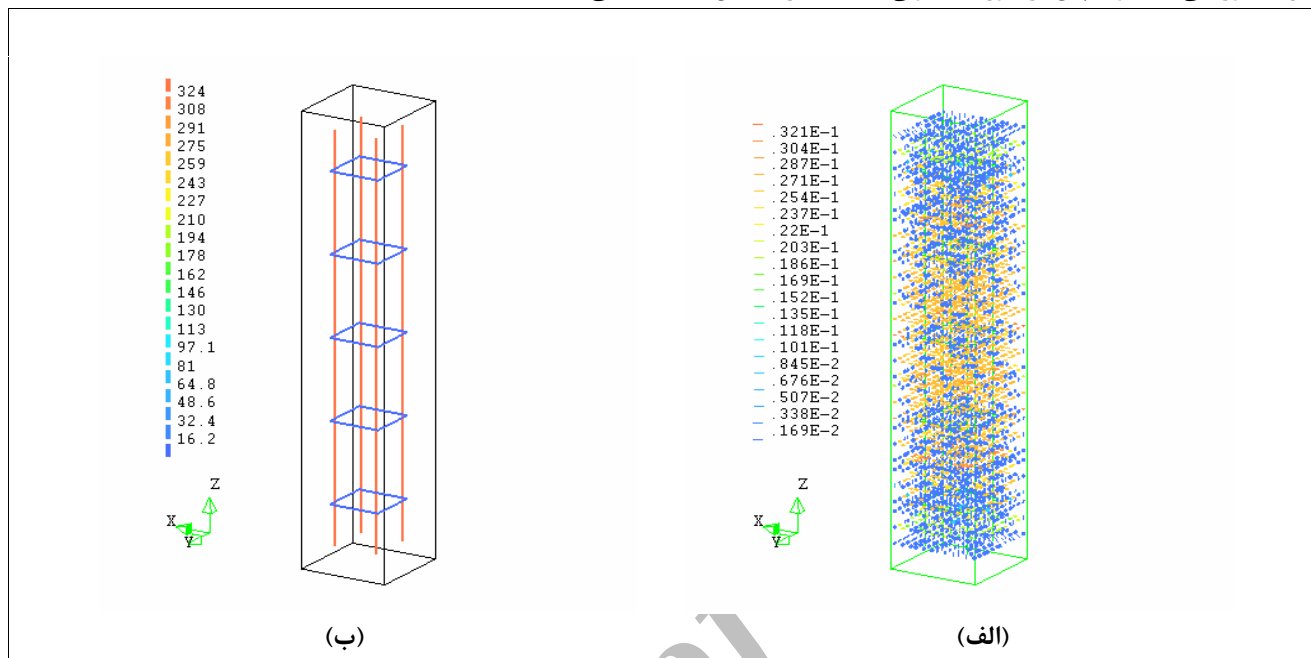 324
308
291
275
259
243
227
210
194
178
162
146
130
113
97.1
81
64.8
48.6
32.4
16.2
Z
X
Y
(ب)
.321E-1
.304E-1
.287E-1
.271E-1
.254E-1
.237E-1
.22E-1
.203E-1
.186E-1
.169E-1
.152E-1
.135E-1
.118E-1
.101E-1
.845E-2
.676E-2
.507E-2
.338E-2
.169E-2
Z
X
Y
(الف)